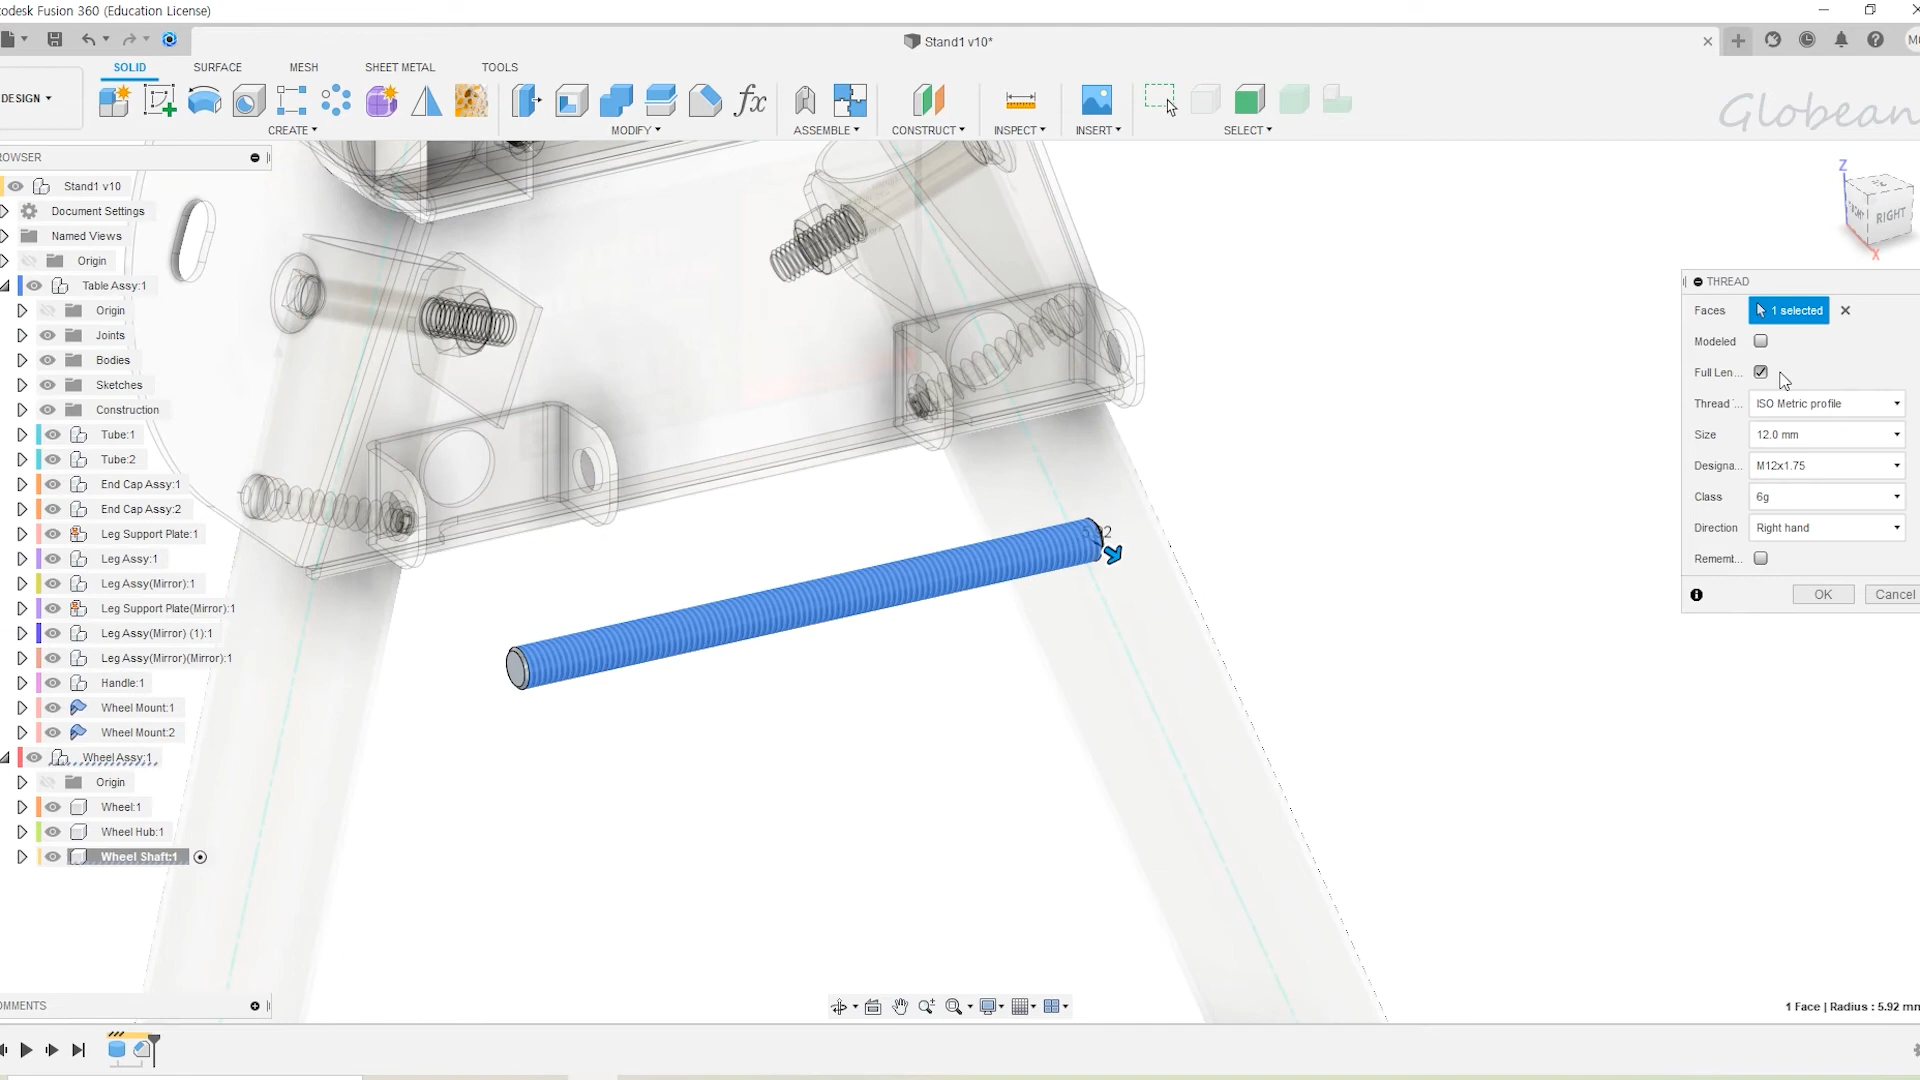 odesk Fusion 360 (Education License)
Stand1 v10*
SOLID
SURFACE
MESH
SHEET METAL
TOOLS
DESIGN
CREATE
MODIFY
ASSEMBLE
CONSTRUCT
INSPECT
INSERT
SELECT
Globean
ROWSER
Stand1 v10
Document Settings
Named Views
Origin
Table Assy:1
Origin
Joints
Bodies
Sketches
Construction
Tube:1
Tube:2
End Cap Assy:1
End Cap Assy:2
Leg Support Plate:1
Leg Assy:1
Leg Assy(Mirror):1
Leg Support Plate(Mirror):1
Leg Assy(Mirror) (1):1
Leg Assy(Mirror)(Mirror):1
Handle:1
Wheel Mount:1
Wheel Mount:2
Wheel Assy:1
Origin
Wheel:1
Wheel Hub:1
Wheel Shaft:1
OMMENTS
Z
RIGHT
X
THREAD
Faces 1 selected
Modeled
Full Len...
Thread ... ISO Metric profile
Size 12.0 mm
Designa... M12x1.75
Class 6g
Direction Right hand
Rememt...
OK Cancel
1 Face | Radius : 5.92 mm